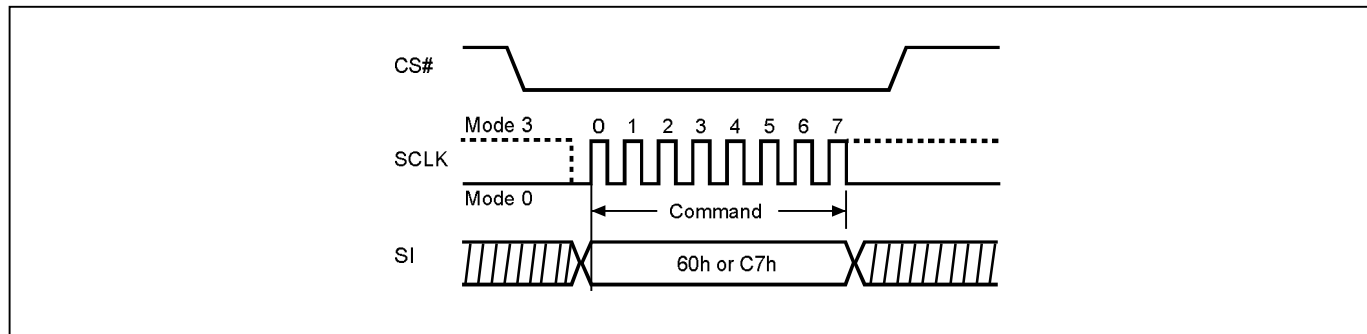 CS#
Mode 3
0 1 2 3 4 5 6 7
SCLK
Mode 0
Command
SI
60h or C7h